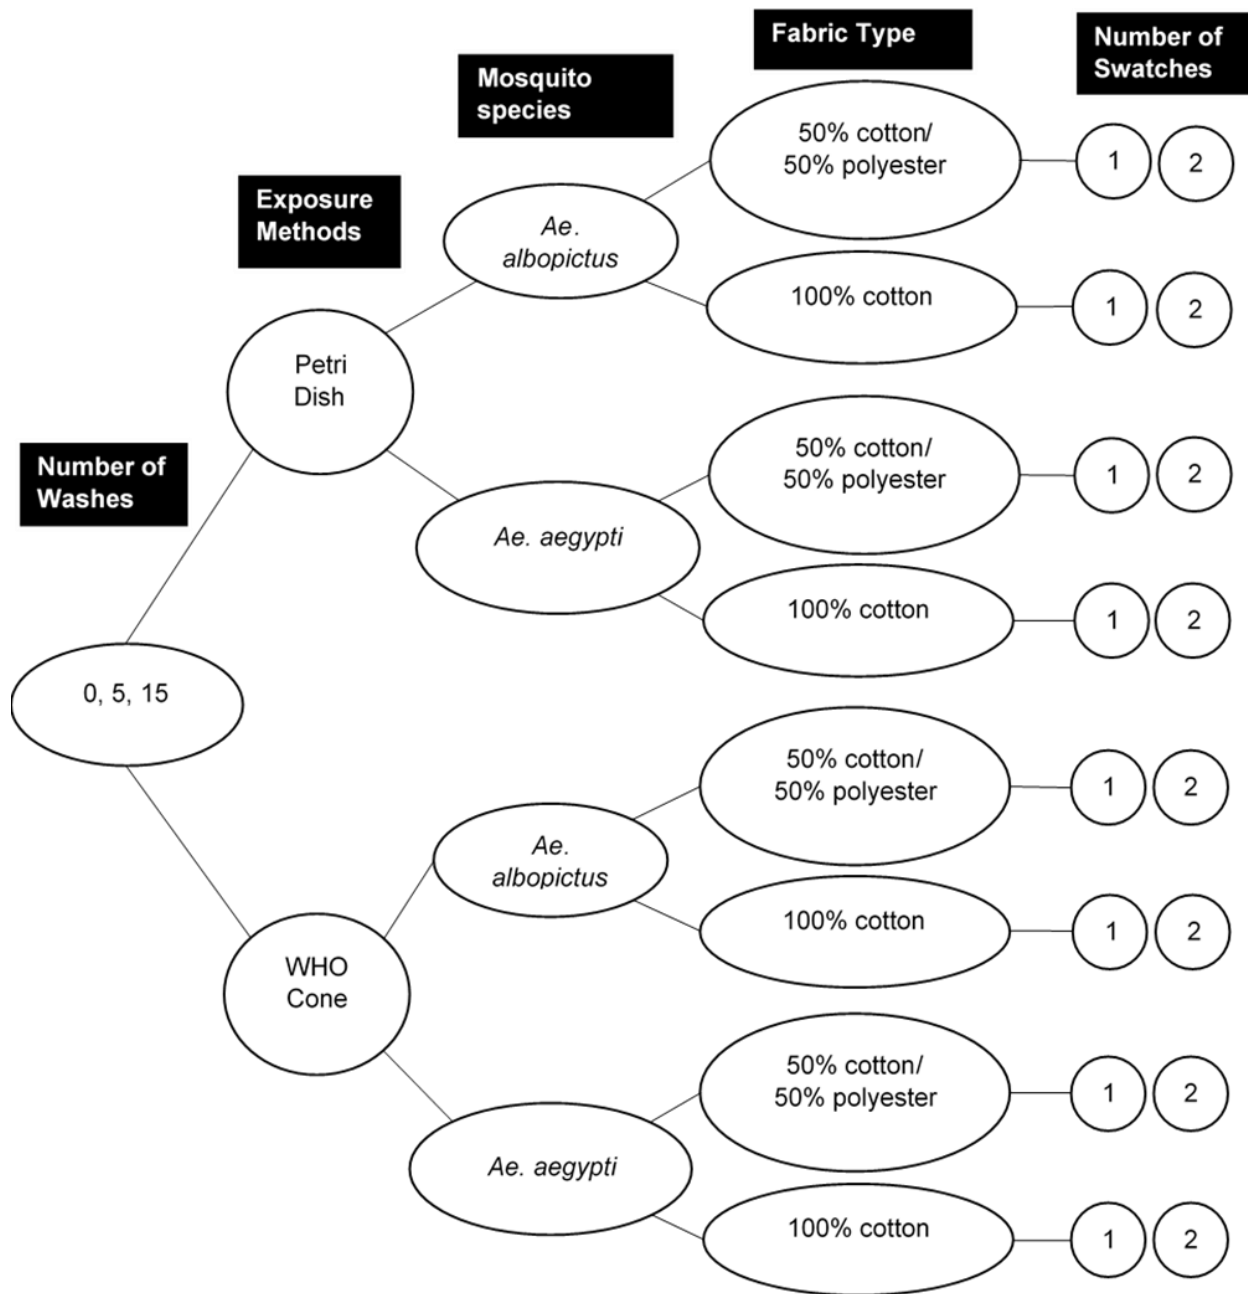 Fabric Type
Number of
Swatches
Mosquito
species
Exposure
Methods
Number of
Washes
0, 5, 15
Petri
Dish
Ae.
albopictus
50% cotton/
50% polyester
1 2
100% cotton
1 2
Ae. aegypti
50% cotton/
50% polyester
1 2
100% cotton
1 2
WHO
Cone
Ae.
albopictus
50% cotton/
50% polyester
1 2
100% cotton
1 2
Ae. aegypti
50% cotton/
50% polyester
1 2
100% cotton
1 2